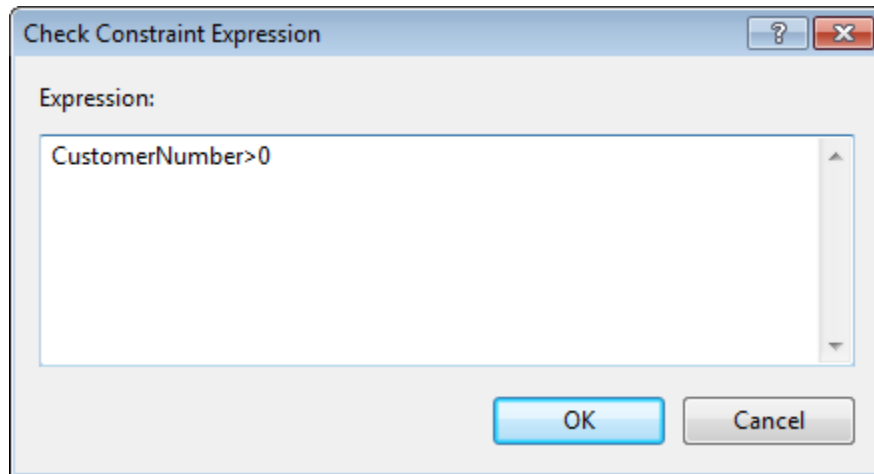 Check Constraint Expression
Expression:
CustomerNumber>0
OK
Cancel